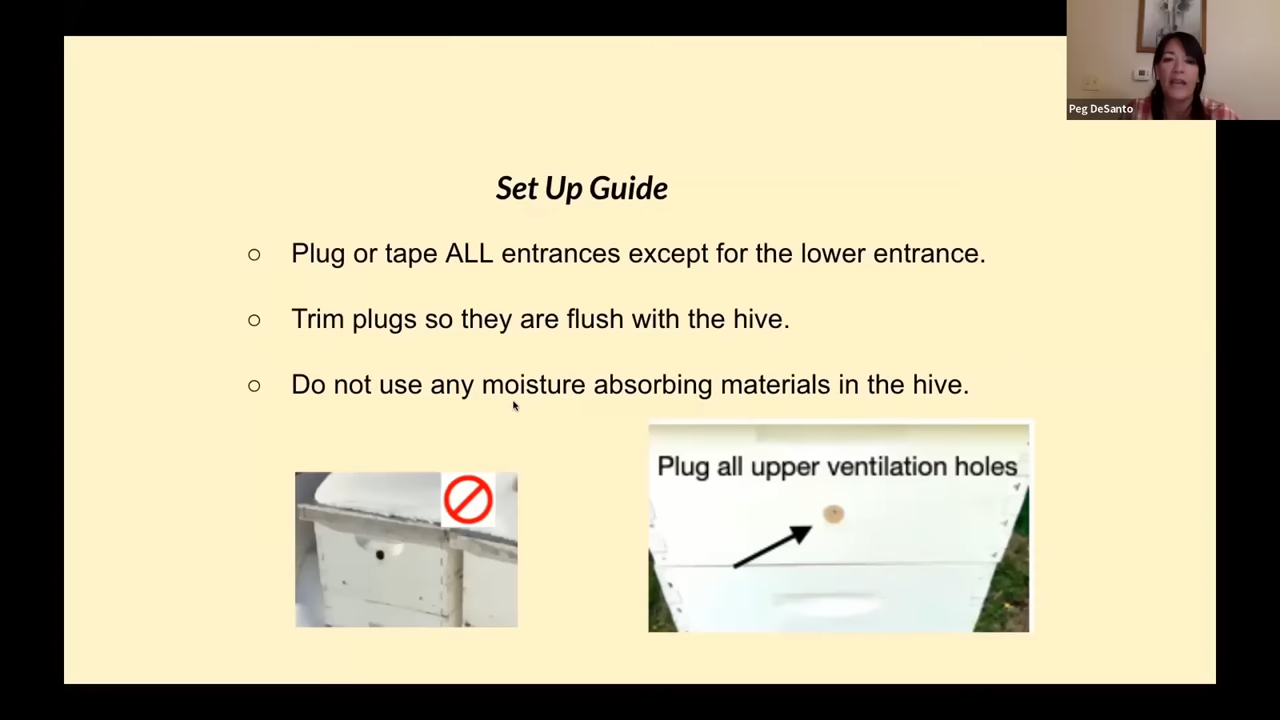 Peg DeSanto
Set Up Guide
○ Plug or tape ALL entrances except for the lower entrance.
○ Trim plugs so they are flush with the hive.
○ Do not use any moisture absorbing materials in the hive.
Plug all upper ventilation holes